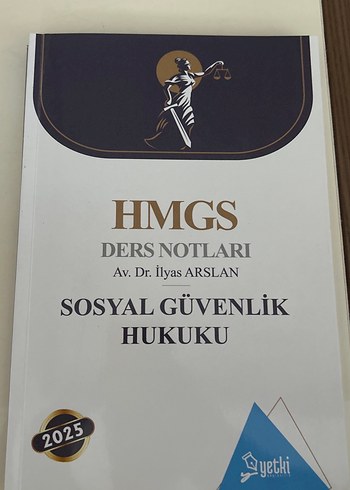 HMGS
DERS NOTLARI
Av. Dr. İlyas ARSLAN
SOSYAL GÜVENLİK
HUKUKU
2025
yetki